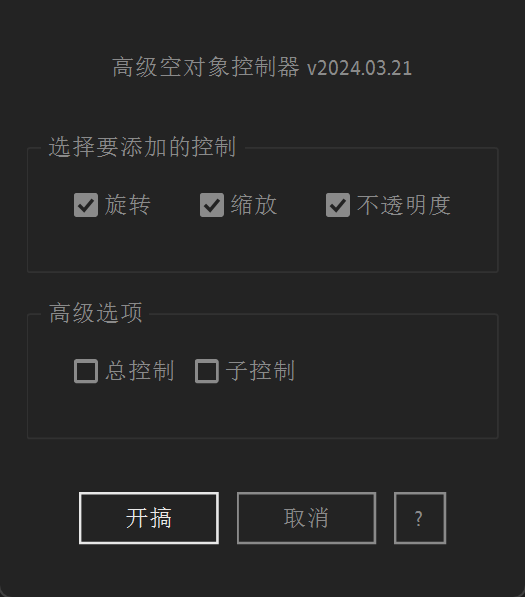 高级空对象控制器 v2024.03.21
选择要添加的控制
旋转 缩放 不透明度
高级选项
总控制 子控制
开搞 取消 ?